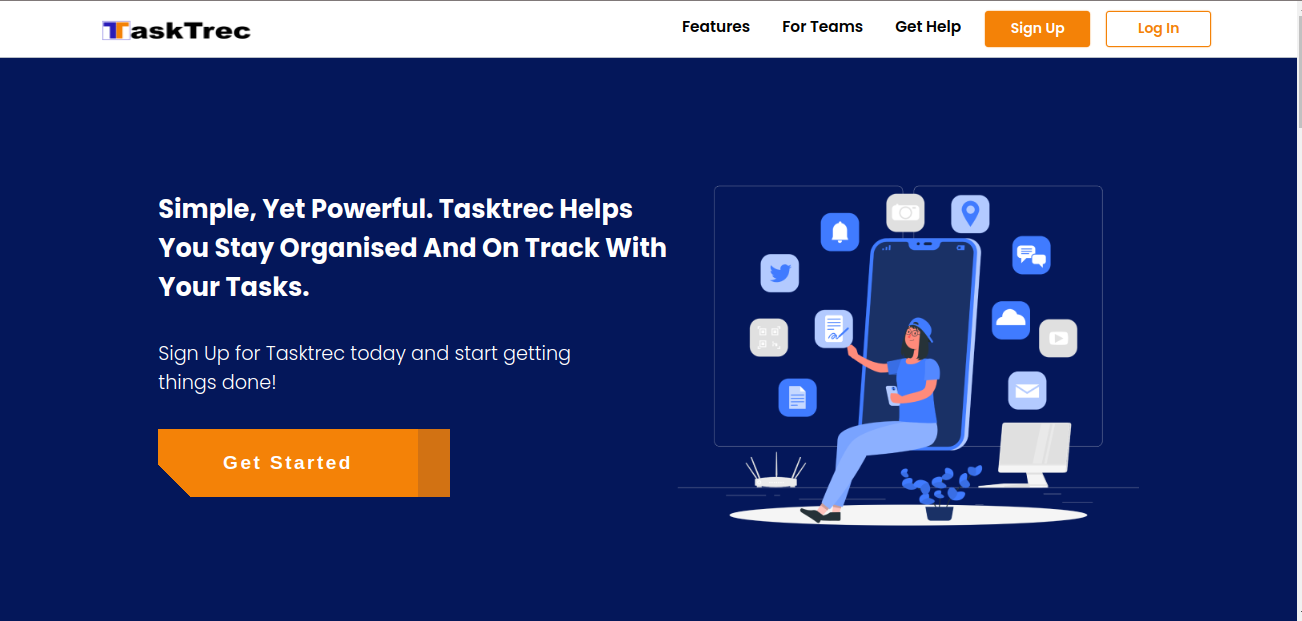 TaskTrec
Features
For Teams
Get Help
Sign Up
Log In
Simple, Yet Powerful. Tasktrec Helps
You Stay Organised And On Track With
Your Tasks.
Sign Up for Tasktrec today and start getting
things done!
Get Started